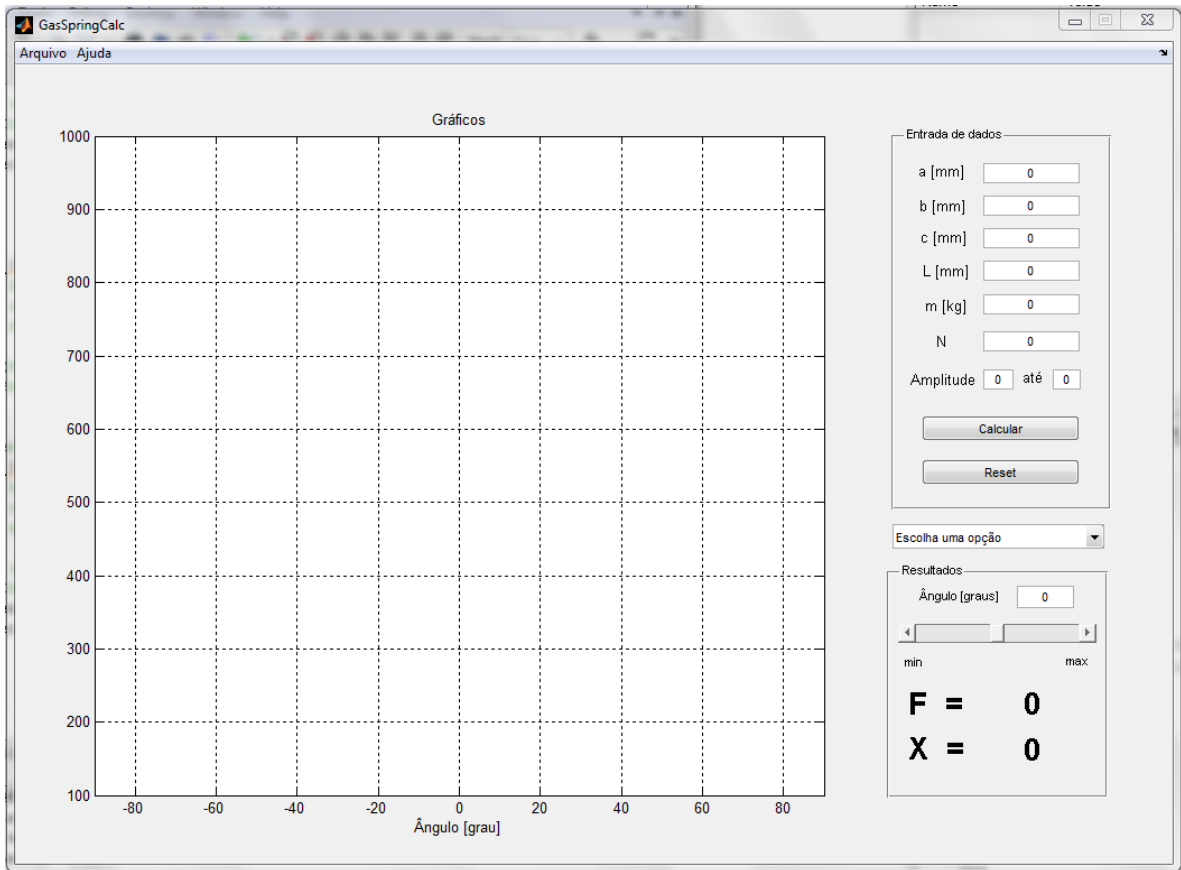 GasSpringCalc
Arquivo Ajuda
Gráficos
1000
900
800
700
600
500
400
300
200
100
-80 -60 -40 -20 0 20 40 60 80
Ângulo [grau]
Entrada de dados
a [mm] 0
b [mm] 0
c [mm] 0
L [mm] 0
m [kg] 0
N 0
Amplitude 0 até 0
Calcular
Reset
Escolha uma opção
Resultados
Ângulo [graus] 0
min max
F = 0
X = 0